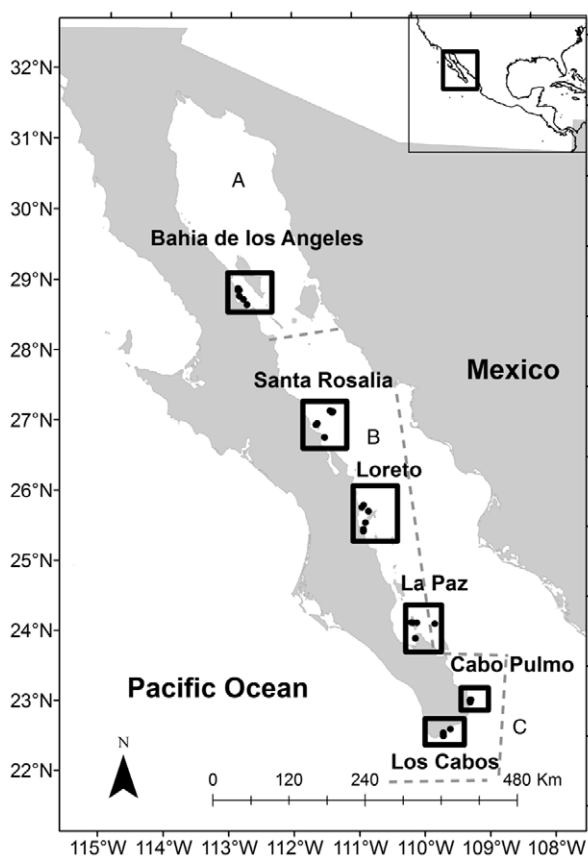 32°N
31°N
A
30°N
Bahia de los Angeles
29°N
28°N
Santa Rosalia
Mexico
27°N
B
Loreto
26°N
25°N
La Paz
24°N
Cabo Pulmo
Pacific Ocean
23°N
C
Los Cabos
N
22°N
0 120 240 480 Km
115°W 114°W 113°W 112°W 111°W 110°W 109°W 108°W